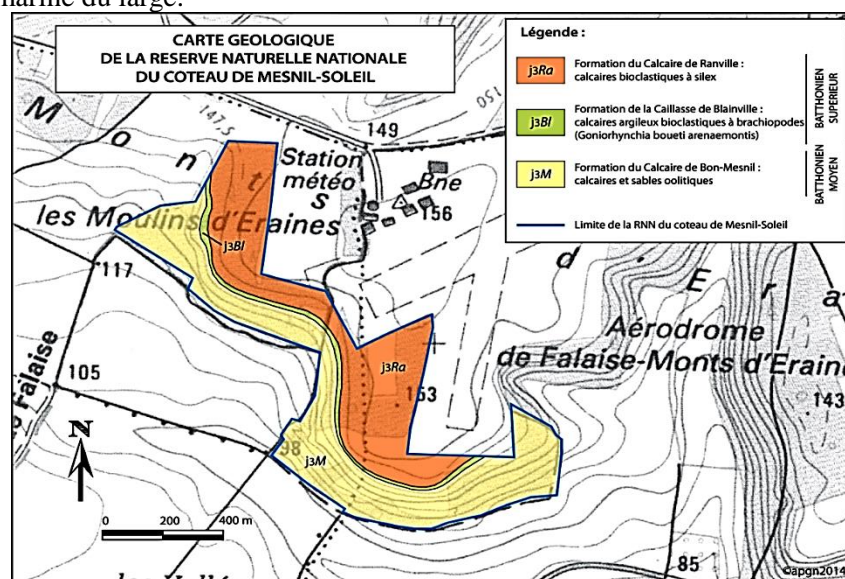 marine du large.
CARTE GEOLOGIQUE
DE LA RESERVE NATURELLE NATIONALE
DU COTEAU DE MESNIL-SOLEIL
Légende :
j3Ra
Formation du Calcaire de Ranville :
calcaires bioclastiques à silex
j3Bl
Formation de la Caillasse de Blainville :
calcaires argileux bioclastiques à brachiopodes
(Goniorhynchia boueti arenaemontis)
BATTHONIEN
SUPERIEUR
j3M
Formation du Calcaire de Bon-Mesnil :
calcaires et sables oolitiques
BATTHONIEN
MOYEN
Limite de la RNN du coteau de Mesnil-Soleil
M o n t s
147,5
149
150
Station
météo
Bne
156
les Moulins d'Eraines
j3Bl
117
d' E r a
Aérodrome
de Falaise-Monts d'Eraine
j3Ra
153
105
Falaise
143
N
98
j3M
0 200 400 m
85
©apgn2014